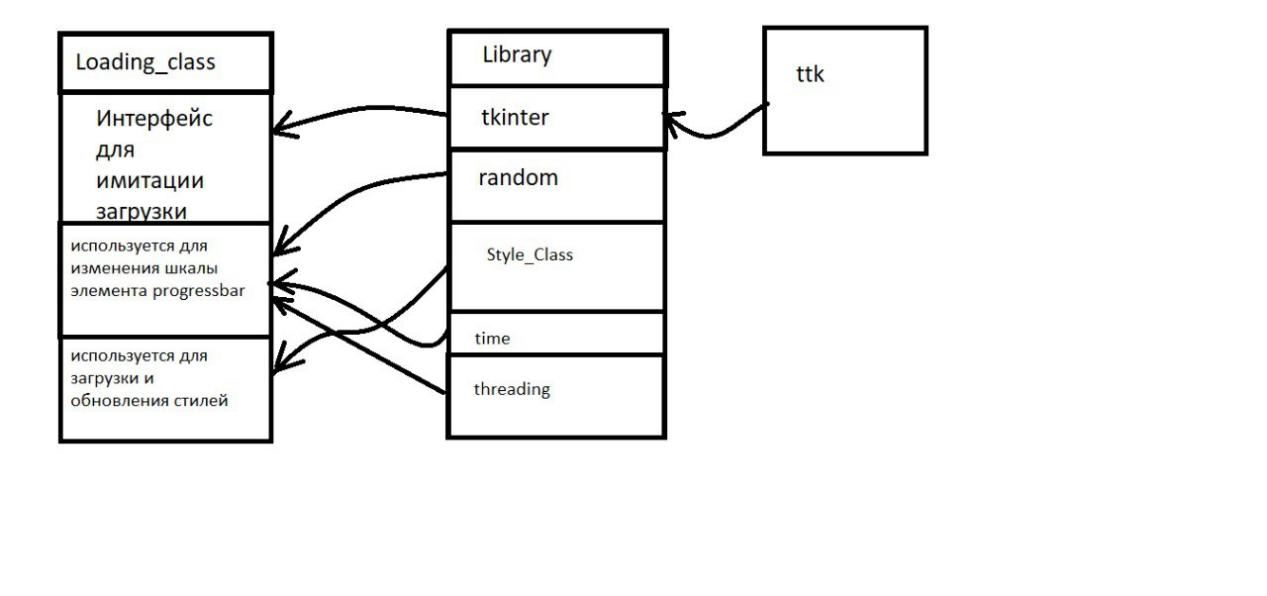 Loading_class
Интерфейс
для
имитации
загрузки
используется для
изменения шкалы
элемента progressbar
используется для
загрузки и
обновления стилей
Library
tkinter
random
Style_Class
time
threading
ttk